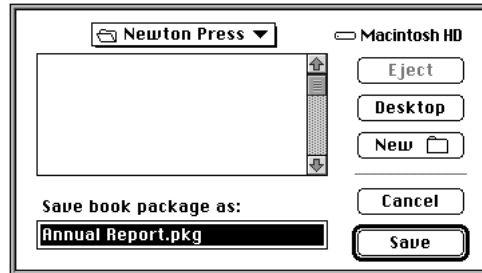 Newton Press
Macintosh HD
Eject
Desktop
New
Save book package as:
Annual Report.pkg
Cancel
Save